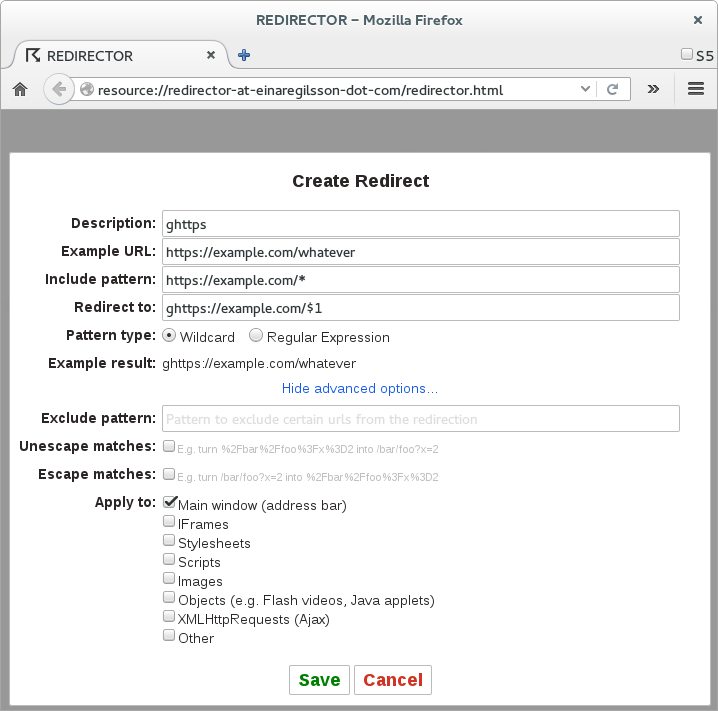 REDIRECTOR – Mozilla Firefox
REDIRECTOR
S5
resource://redirector-at-einaregilsson-dot-com/redirector.html
Create Redirect
Description: ghttps
Example URL: https://example.com/whatever
Include pattern: https://example.com/*
Redirect to: ghttps://example.com/$1
Pattern type: Wildcard Regular Expression
Example result: ghttps://example.com/whatever
Hide advanced options...
Exclude pattern: Pattern to exclude certain urls from the redirection
Unescape matches: E.g. turn %2Fbar%2Ffoo%3Fx%3D2 into /bar/foo?x=2
Escape matches: E.g. turn /bar/foo?x=2 into %2Fbar%2Ffoo%3Fx%3D2
Apply to: Main window (address bar)
IFrames
Stylesheets
Scripts
Images
Objects (e.g. Flash videos, Java applets)
XMLHttpRequests (Ajax)
Other
Save Cancel